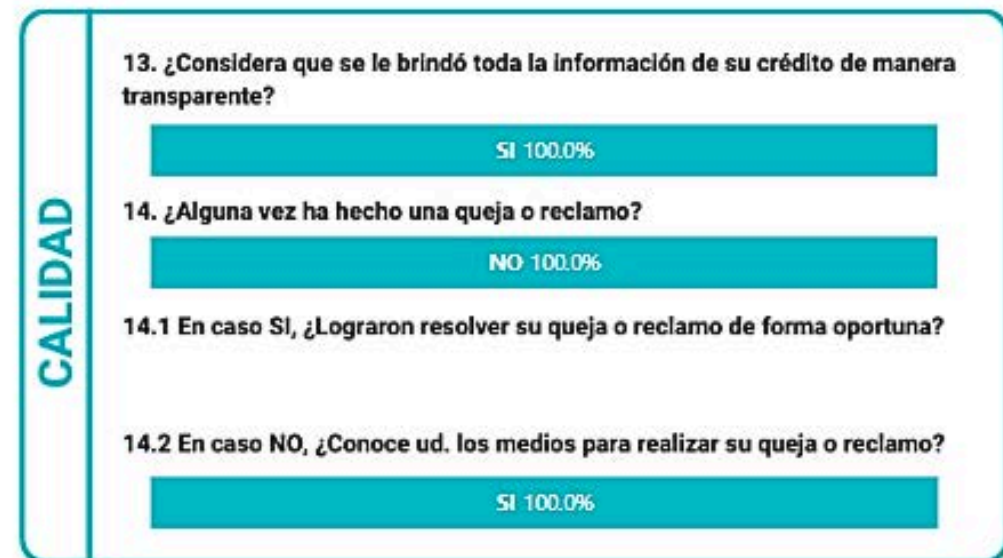 CALIDAD
13. ¿Considera que se le brindó toda la información de su crédito de manera
transparente?
SI 100.0%
14. ¿Alguna vez ha hecho una queja o reclamo?
NO 100.0%
14.1 En caso SI, ¿Lograron resolver su queja o reclamo de forma oportuna?
14.2 En caso NO, ¿Conoce ud. los medios para realizar su queja o reclamo?
SI 100.0%